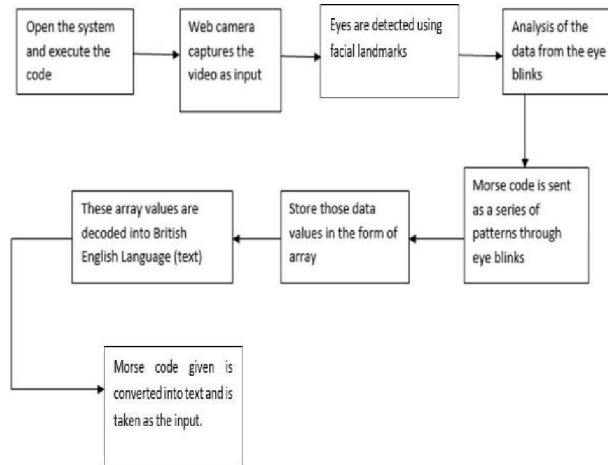 Open the system
and execute the
code
Web camera
captures the
video as input
Eyes are detected using
facial landmarks
Analysis of the
data from the eye
blinks
Morse code is sent
as a series of
patterns through
eye blinks
Store those data
values in the form of
array
These array values are
decoded into British
English Language (text)
Morse code given is
converted into text and is
taken as the input.